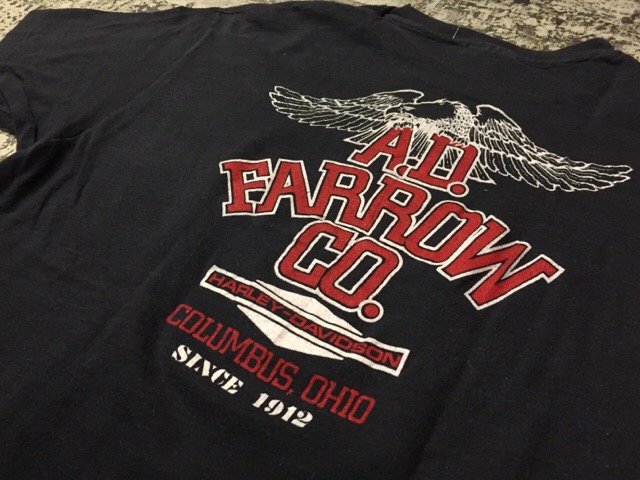 A.D.
FARROW
CO.
HARLEY-DAVIDSON
COLUMBUS, OHIO
SINCE 1912